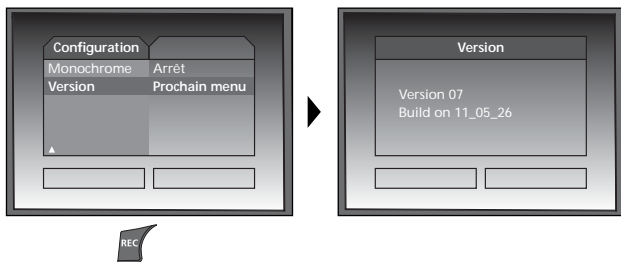 Configuration
Monochrome Arrêt
Version Prochain menu
REC
Version
Version 07
Build on 11_05_26